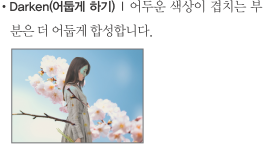 • Darken(어둡게 하기) | 어두운 색상이 겹치는 부
분은 더 어둡게 합성합니다.